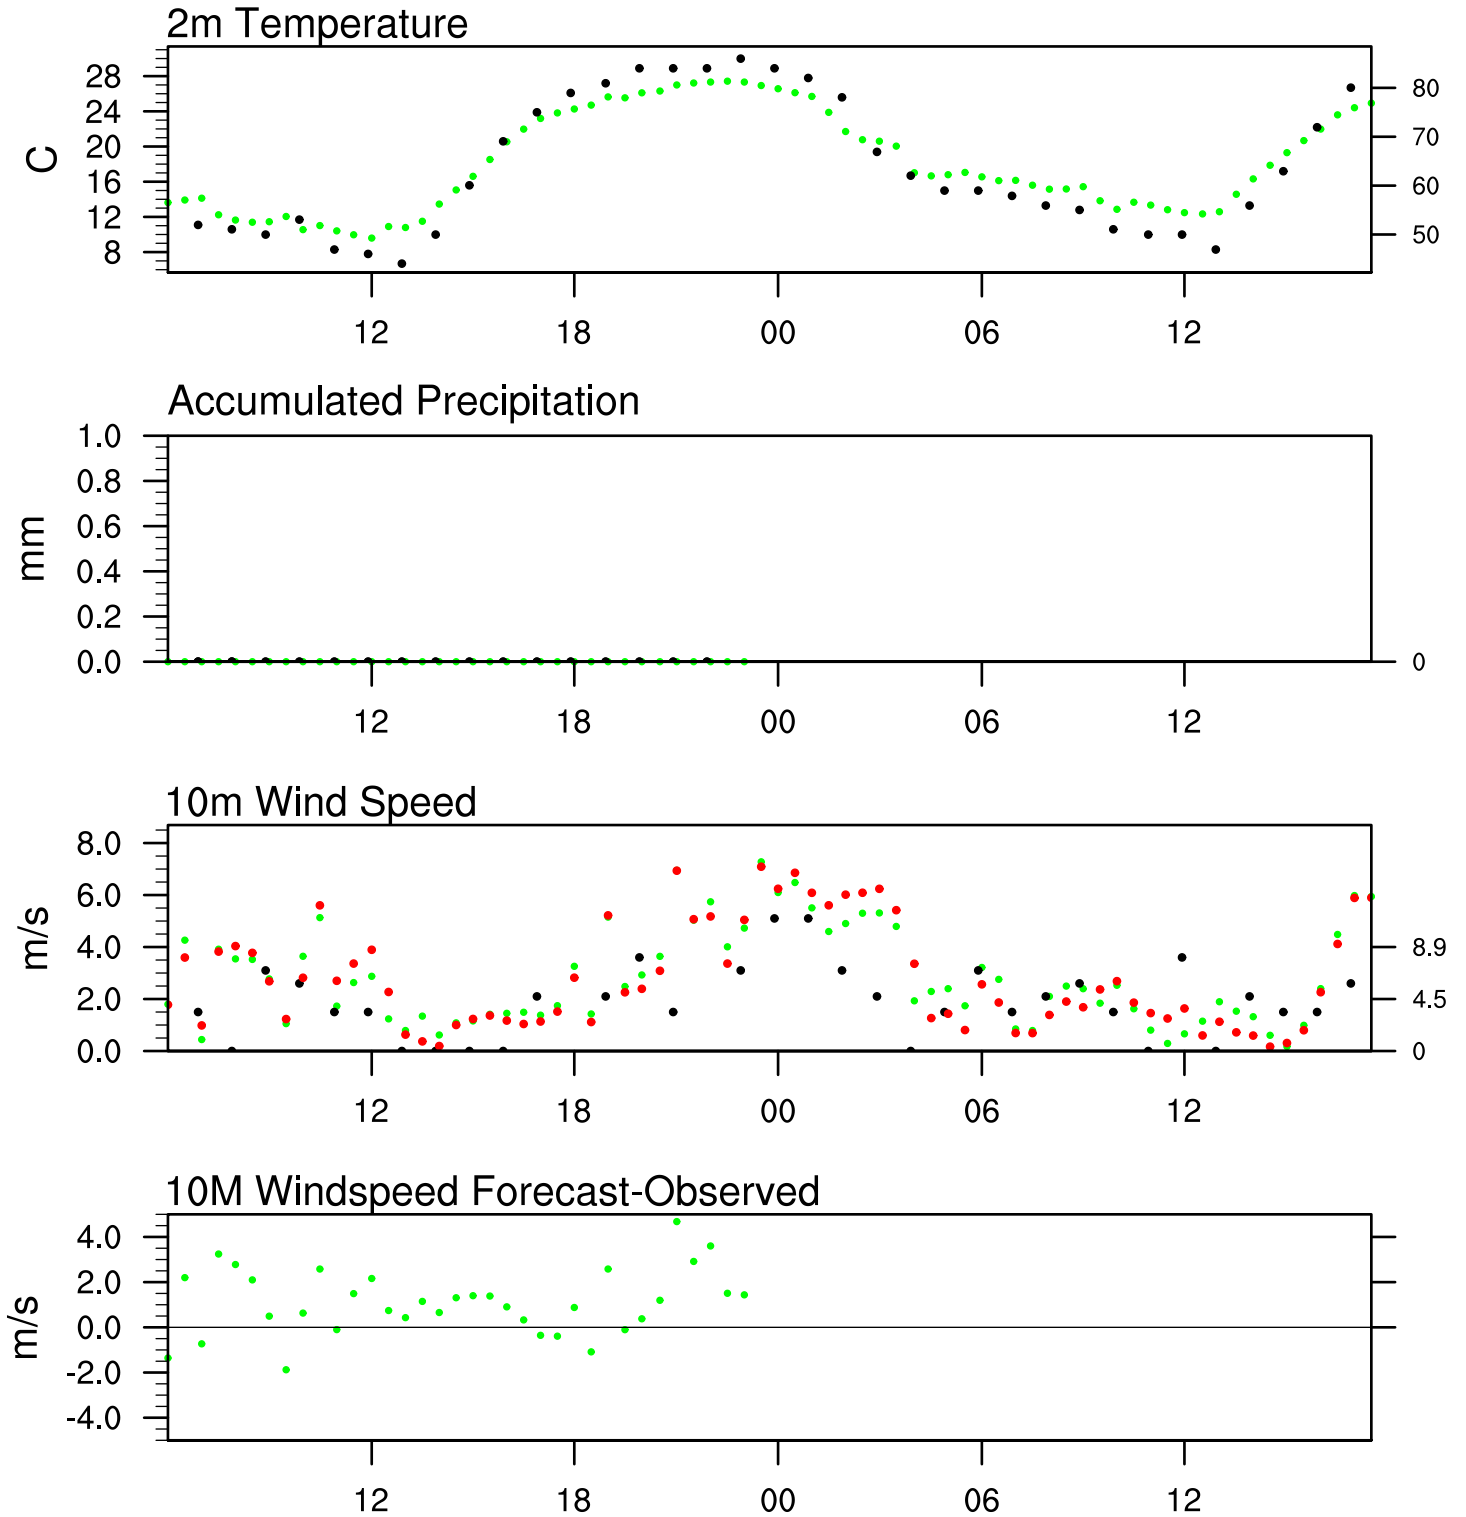 2m Temperature
28
24
20
16
12
8
C
80
70
60
50
12 18 00 06 12
Accumulated Precipitation
1.0
0.8
0.6
0.4
0.2
0.0
mm
0
12 18 00 06 12
10m Wind Speed
8.0
6.0
4.0
2.0
0.0
m/s
8.9
4.5
0
12 18 00 06 12
10M Windspeed Forecast-Observed
4.0
2.0
0.0
-2.0
-4.0
m/s
12 18 00 06 12